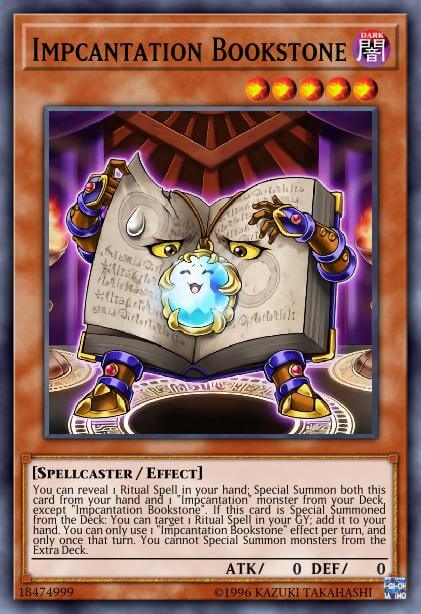 IMPCANTATION BOOKSTONE
DARK
闇
[SPELLCASTER / EFFECT]
You can reveal 1 Ritual Spell in your hand; Special Summon both this
card from your hand and 1 "Impcantation" monster from your Deck,
except "Impcantation Bookstone". If this card is Special Summoned
from the Deck: You can target 1 Ritual Spell in your GY; add it to your
hand. You can only use 1 "Impcantation Bookstone" effect per turn, and
only once that turn. You cannot Special Summon monsters from the
Extra Deck.
ATK/ 0 DEF/ 0
18474999
©1996 KAZUKI TAKAHASHI